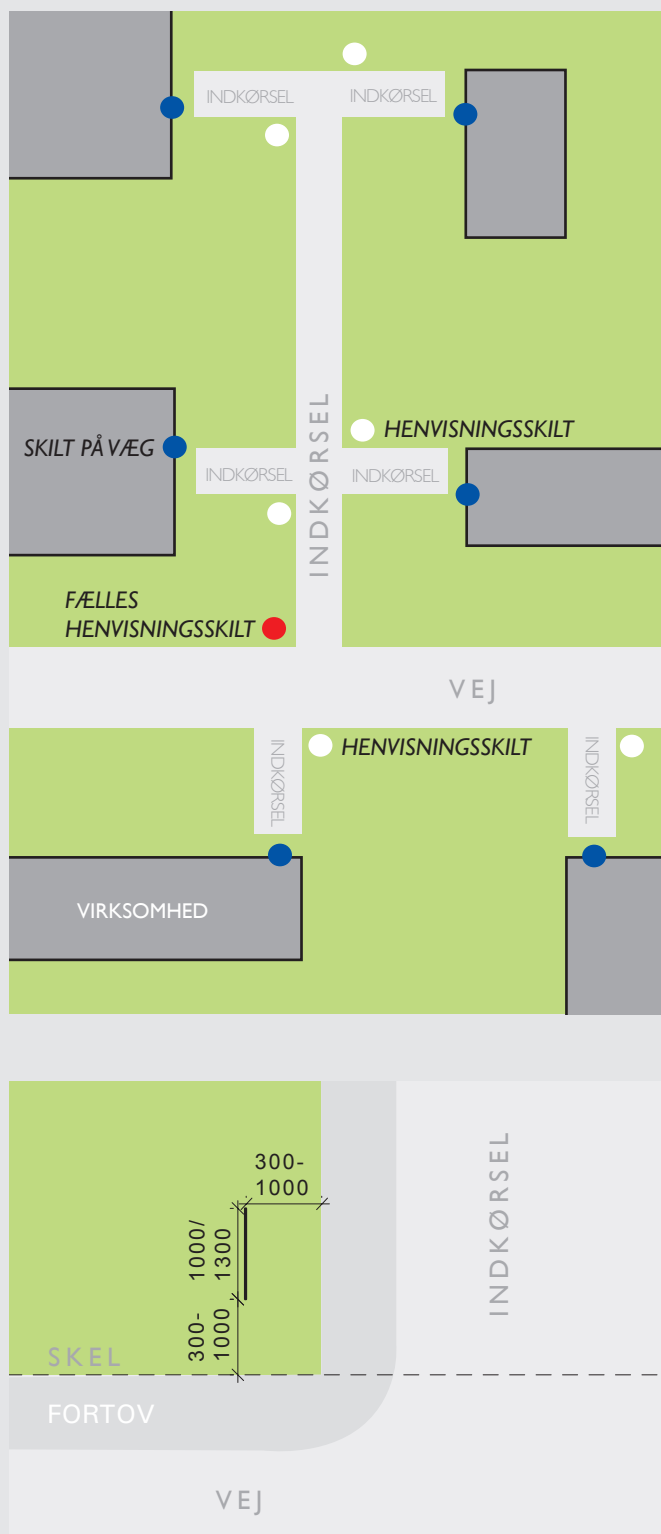 INDKØRSEL
INDKØRSEL
INDKØRSEL
HENVISNINGSSKILT
SKILT PÅ VÆG
INDKØRSEL
INDKØRSEL
FÆLLES
HENVISNINGSSKILT
VEJ
INDKØRSEL
HENVISNINGSSKILT
INDKØRSEL
VIRKSOMHED
300-
1000
INDKØRSEL
1000/
1300
300-
1000
SKEL
FORTOV
VEJ